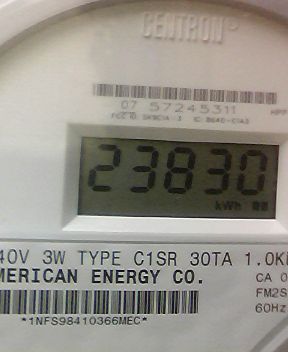 CENTRON
07 57245311
23830
kWh
40V 3W TYPE C1SR 30TA 1.0K
MERICAN ENERGY CO.
CA 0
FM2S
60Hz
*1NFS98410366MEC*